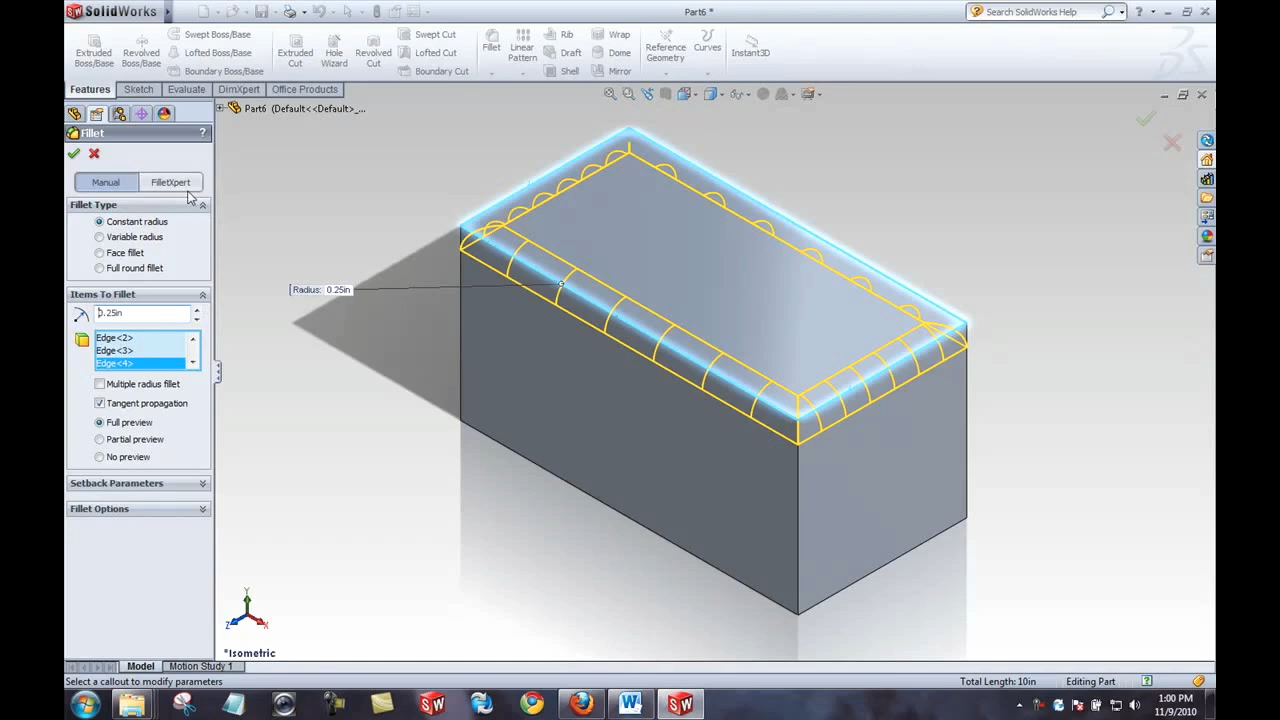 SolidWorks
Part6 *
Search SolidWorks Help
Extruded Boss/Base
Revolved Boss/Base
Swept Boss/Base
Lofted Boss/Base
Boundary Boss/Base
Extruded Cut
Hole Wizard
Revolved Cut
Swept Cut
Lofted Cut
Boundary Cut
Fillet
Linear Pattern
Rib
Draft
Shell
Wrap
Dome
Mirror
Reference Geometry
Curves
Instant3D
Features
Sketch
Evaluate
DimXpert
Office Products
Part6 (Default<<Default>_...
Fillet
?
Manual
FilletXpert
Fillet Type
Constant radius
Variable radius
Face fillet
Full round fillet
Items To Fillet
0.25in
Edge<2>
Edge<3>
Edge<4>
Multiple radius fillet
Tangent propagation
Full preview
Partial preview
No preview
Setback Parameters
Fillet Options
Radius: 0.25in
Y
Z
X
*Isometric
Model
Motion Study 1
Select a callout to modify parameters
Total Length: 10in
Editing Part
1:00 PM
11/9/2010